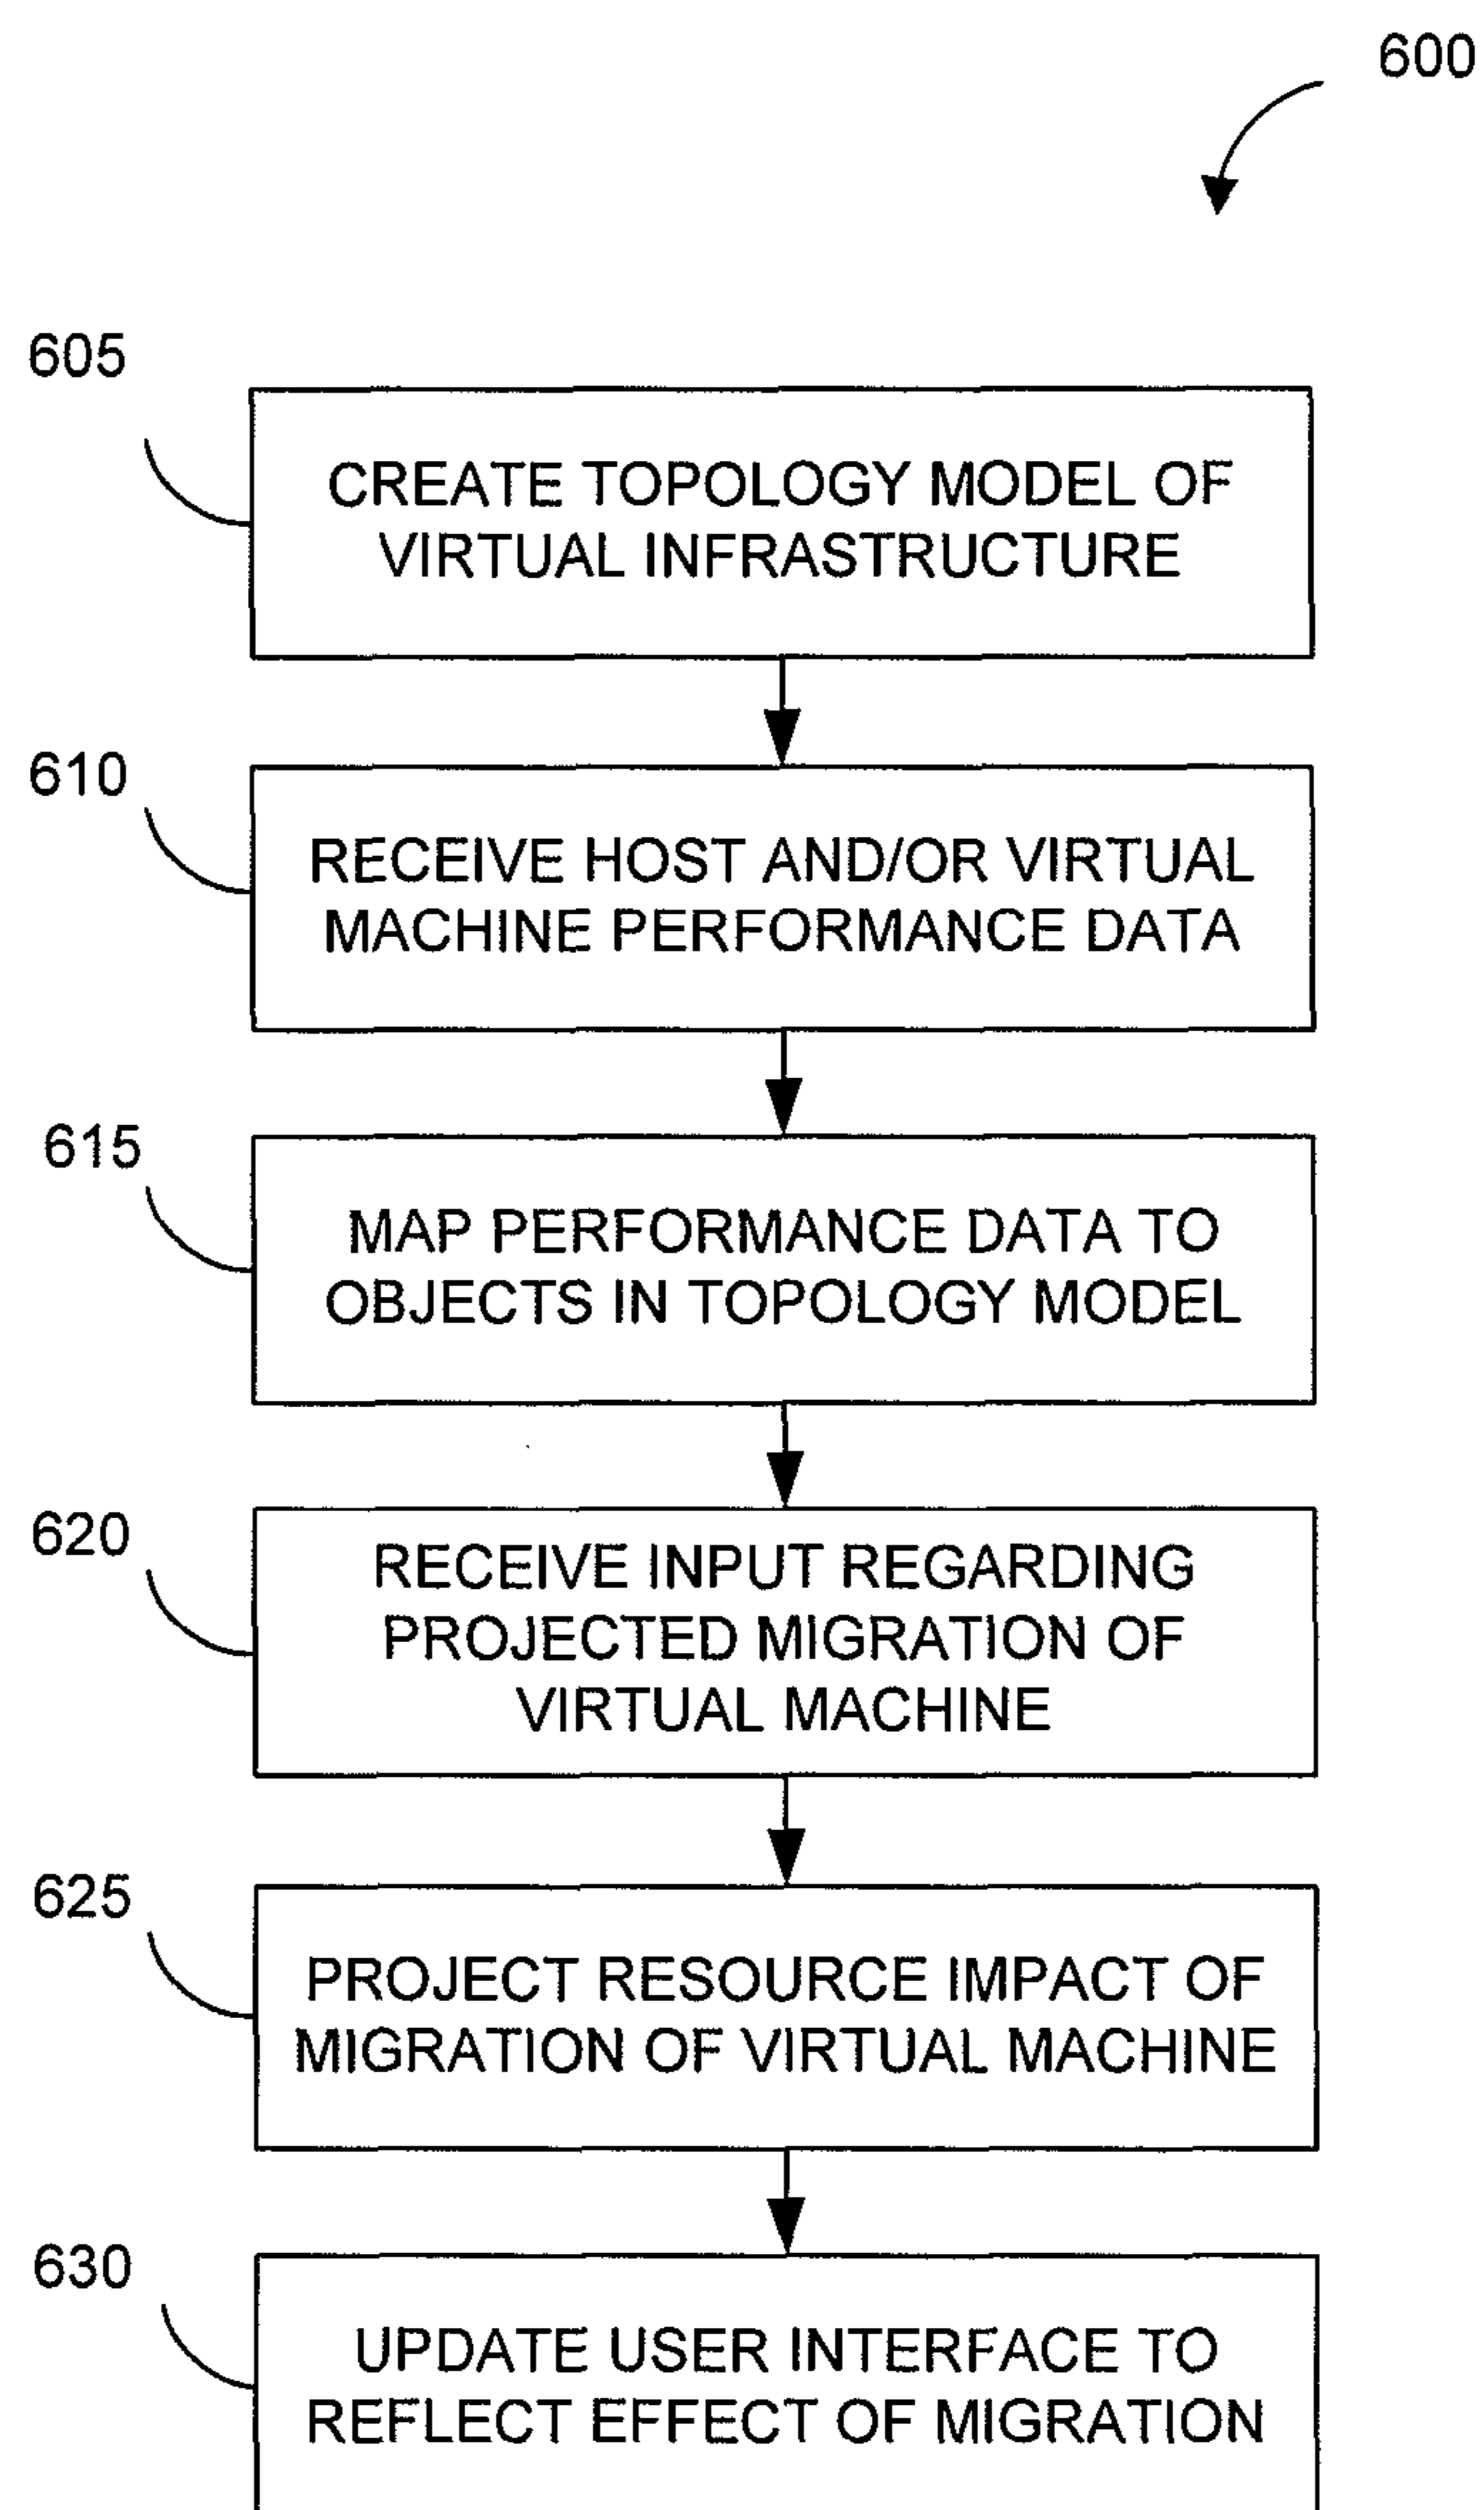 600
605
CREATE TOPOLOGY MODEL OF
VIRTUAL INFRASTRUCTURE
610
RECEIVE HOST AND/OR VIRTUAL
MACHINE PERFORMANCE DATA
615
MAP PERFORMANCE DATA TO
OBJECTS IN TOPOLOGY MODEL
620
RECEIVE INPUT REGARDING
PROJECTED MIGRATION OF
VIRTUAL MACHINE
625
PROJECT RESOURCE IMPACT OF
MIGRATION OF VIRTUAL MACHINE
630
UPDATE USER INTERFACE TO
REFLECT EFFECT OF MIGRATION